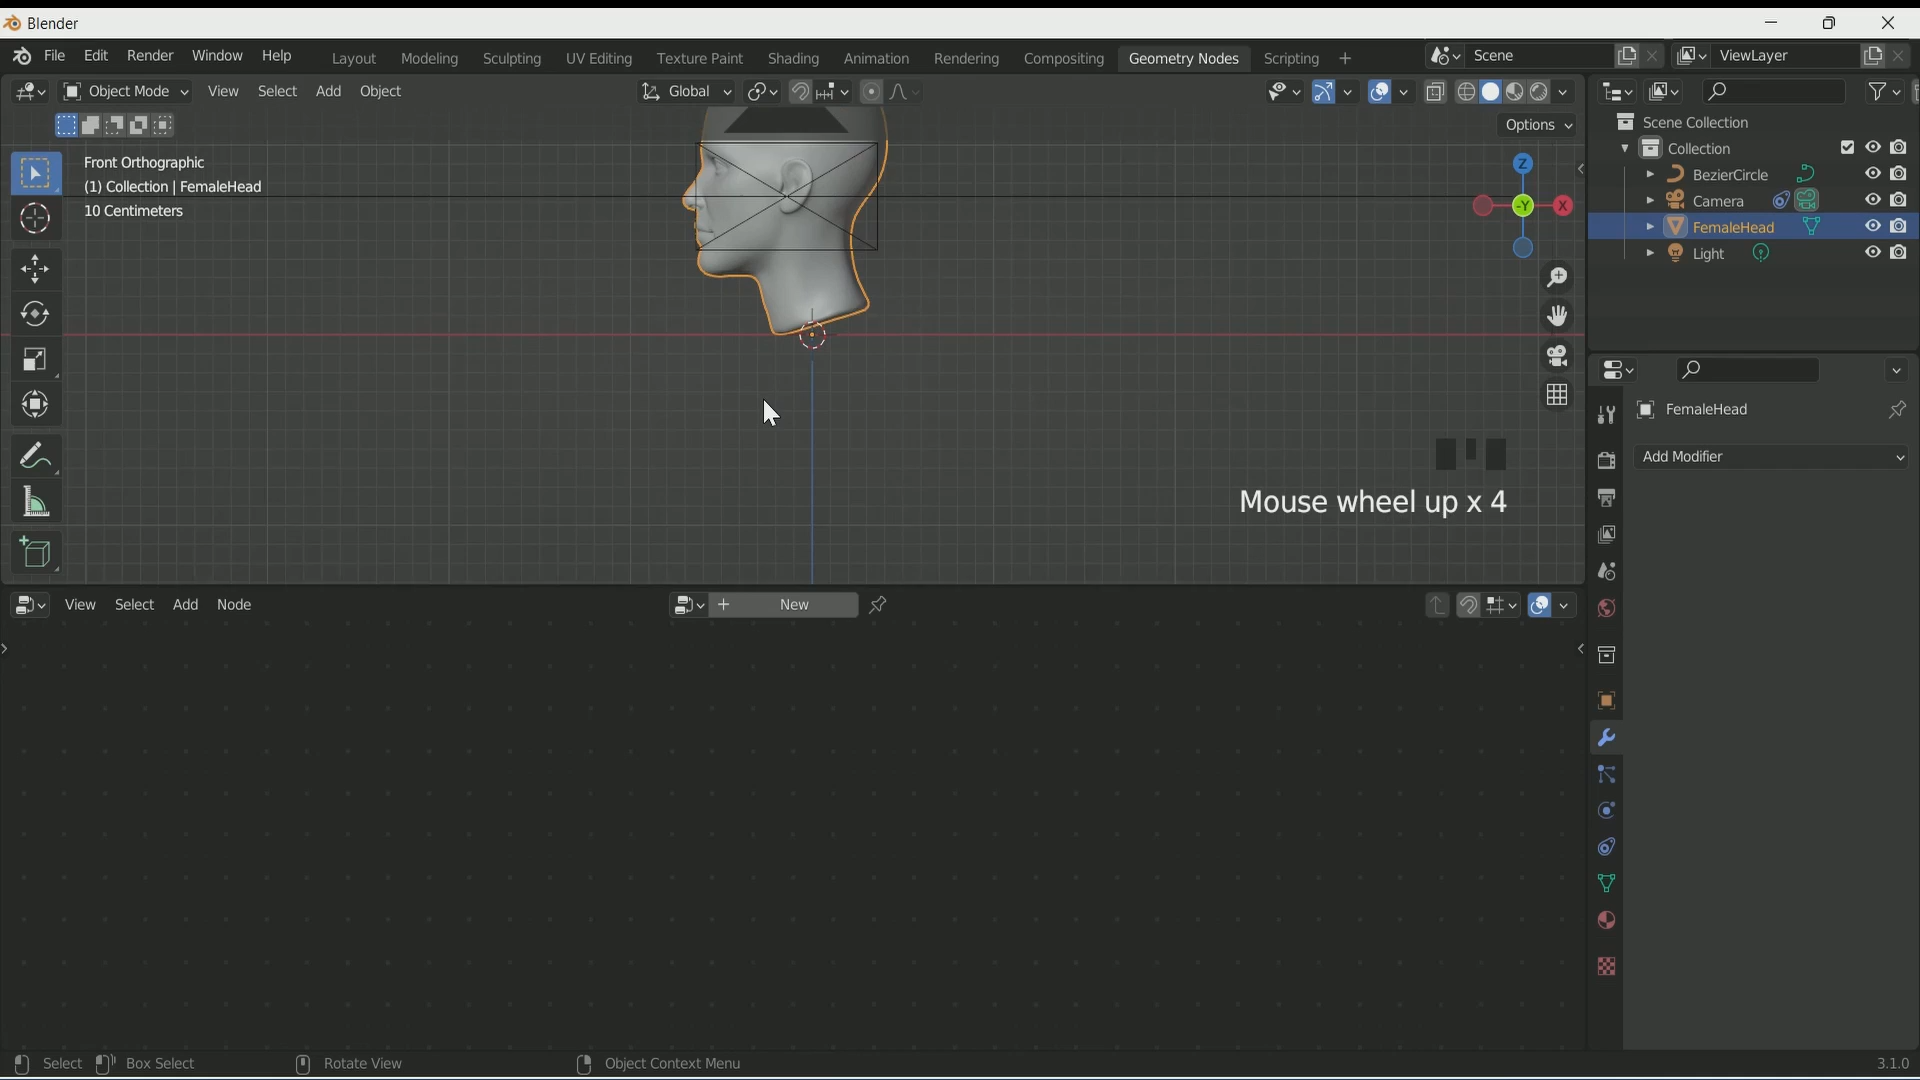 Blender
File Edit Render Window Help Layout Modeling Sculpting UV Editing Texture Paint Shading Animation Rendering Compositing Geometry Nodes Scripting + Scene ViewLayer
Object Mode View Select Add Object Global
Options
Front Orthographic
(1) Collection | FemaleHead
10 Centimeters
Z
-Y
X
Mouse wheel up x 4
Scene Collection
Collection
BezierCircle
Camera
FemaleHead
Light
FemaleHead
Add Modifier
View Select Add Node + New
Select Box Select Rotate View Object Context Menu 3.1.0